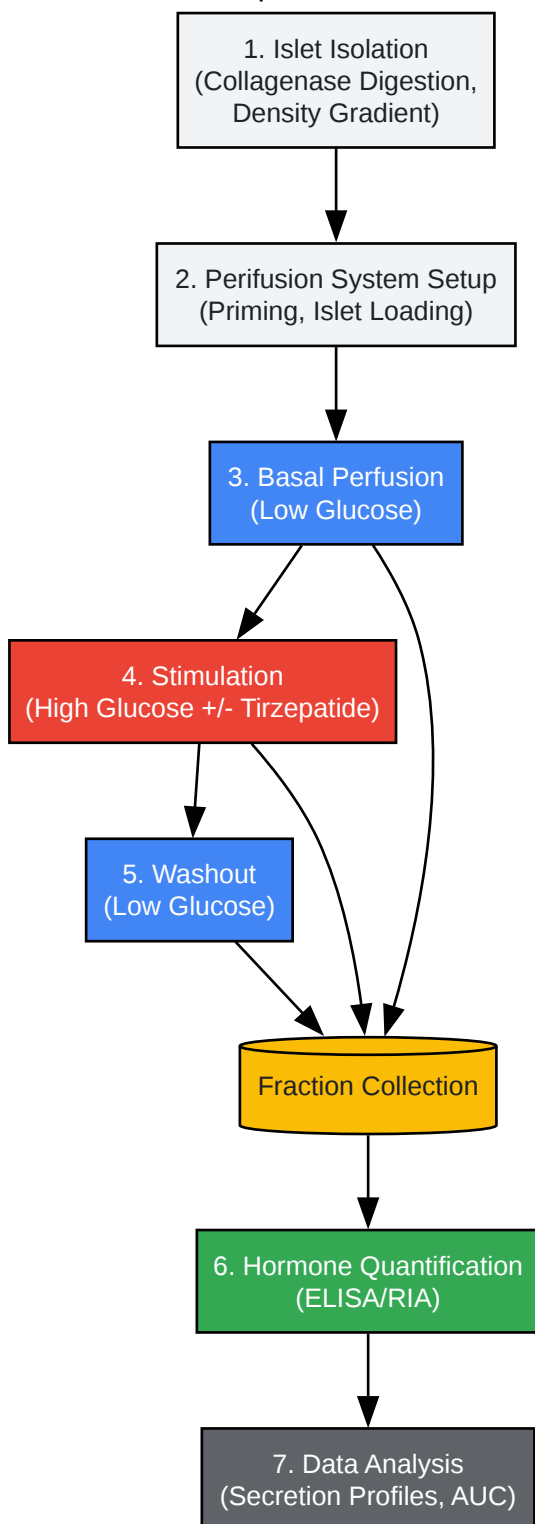 1. Islet Isolation
(Collagenase Digestion,
Density Gradient)
2. Perifusion System Setup
(Priming, Islet Loading)
3. Basal Perfusion
(Low Glucose)
4. Stimulation
(High Glucose +/- Tirzepatide)
5. Washout
(Low Glucose)
Fraction Collection
6. Hormone Quantification
(ELISA/RIA)
7. Data Analysis
(Secretion Profiles, AUC)